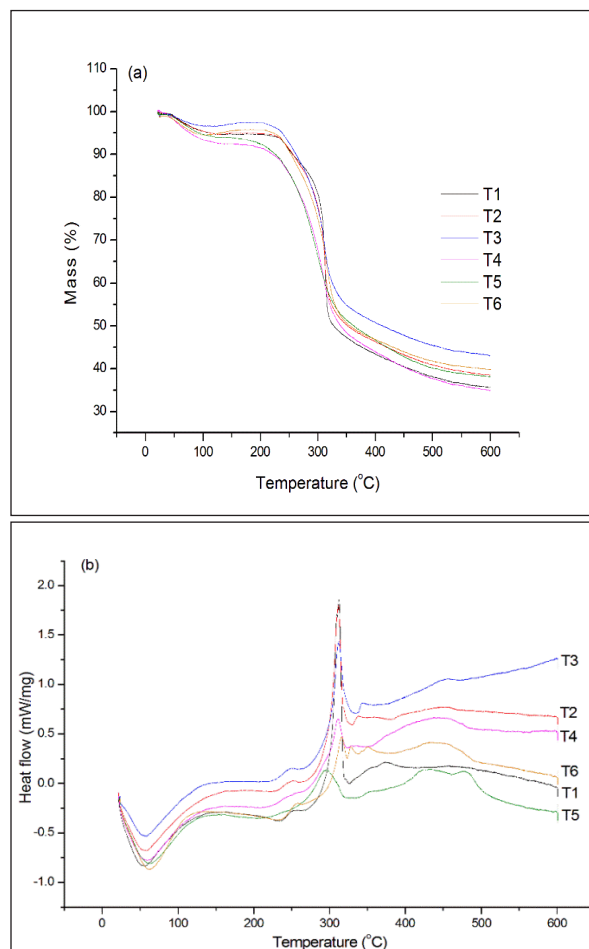 (a)
110
100
90
80
70
60
50
40
30
Mass (%)
T1
T2
T3
T4
T5
T6
0 100 200 300 400 500 600
Temperature (°C)
(b)
2.0
1.5
1.0
0.5
0.0
-0.5
-1.0
Heat flow (mW/mg)
T3
T2
T4
T6
T1
T5
0 100 200 300 400 500 600
Temperature (°C)